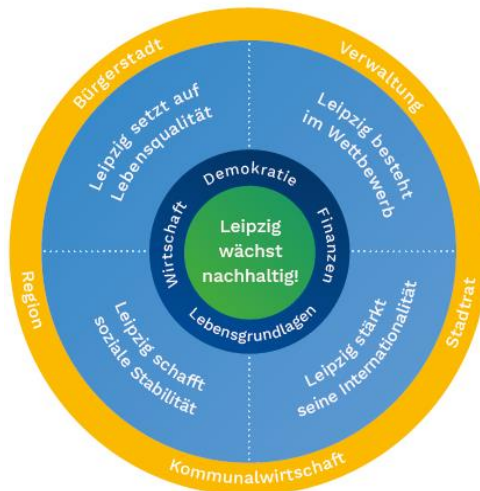 Bürgerstadt
Verwaltung
Leipzig setzt auf
Lebensqualität
Leipzig besteht
im Wettbewerb
Demokratie
Wirtschaft
Finanzen
Leipzig
wächst
nachhaltig!
Lebensgrundlagen
Region
Stadtrat
Leipzig schafft
soziale Stabilität
Leipzig stärkt
seine Internationalität
Kommunalwirtschaft